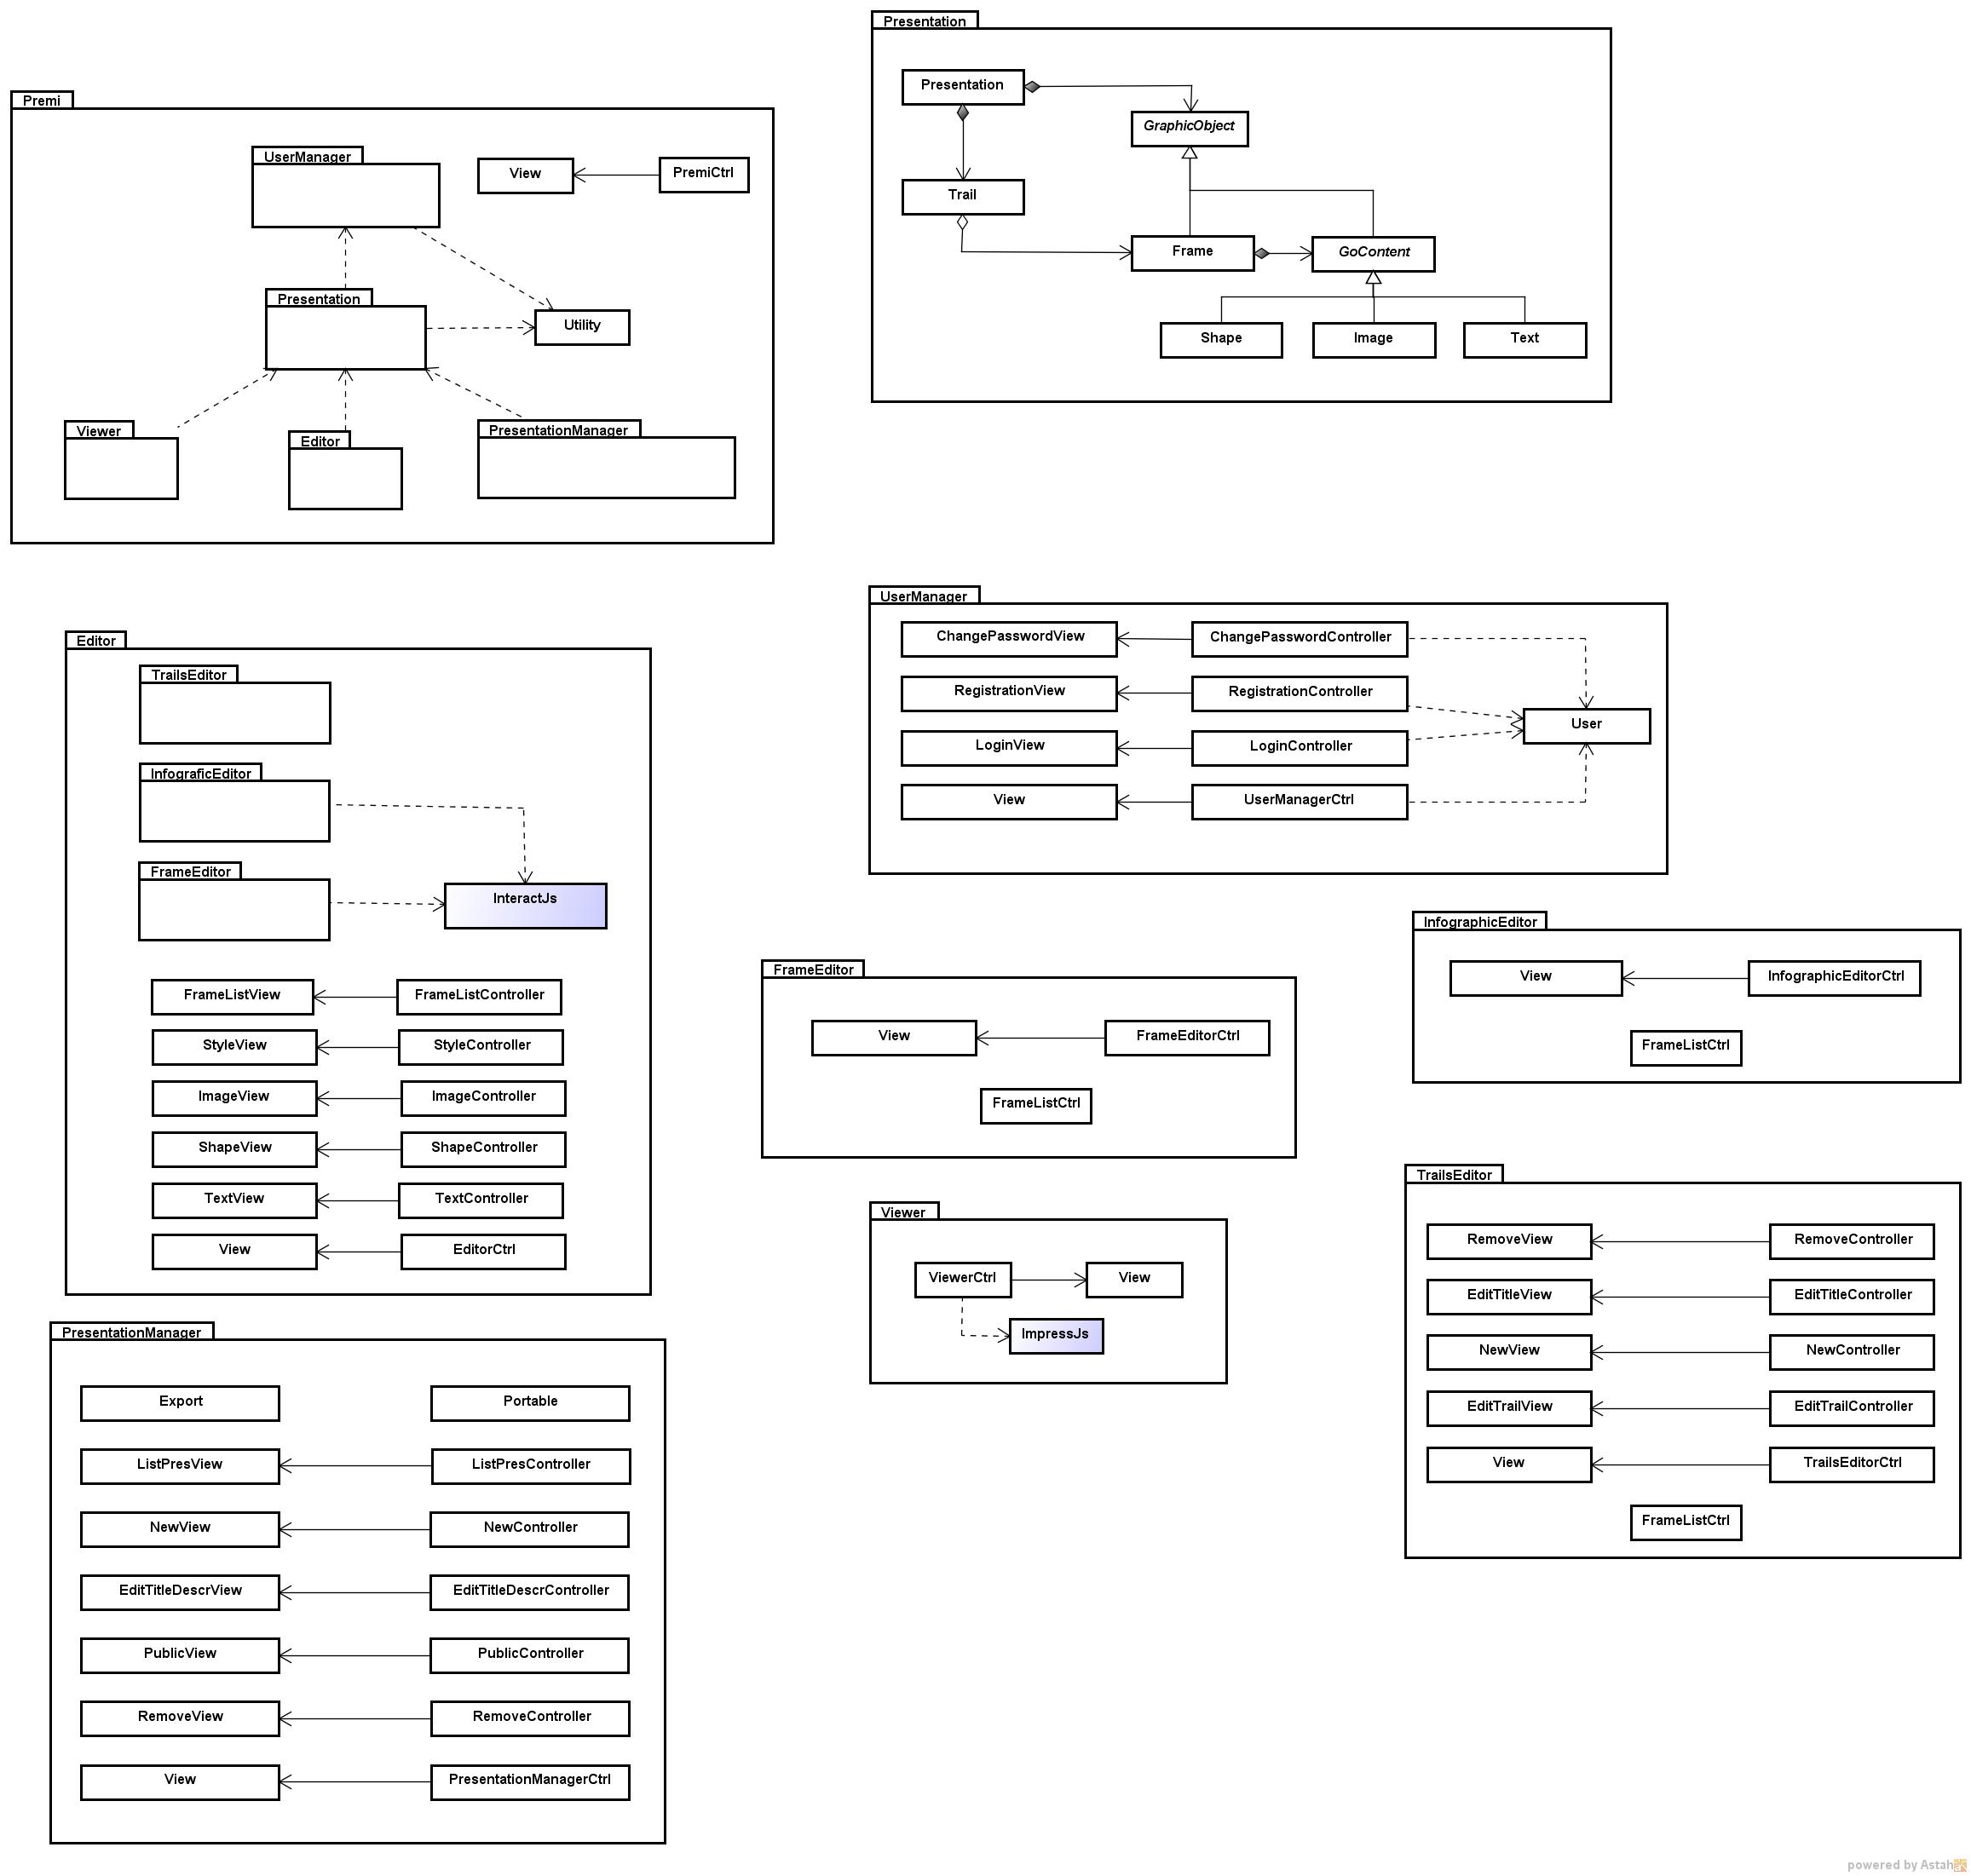 Premi
UserManager
View
PremiCtrl
Presentation
Utility
Viewer
Editor
PresentationManager
Presentation
Presentation
GraphicObject
Trail
Frame
GoContent
Shape
Image
Text
UserManager
ChangePasswordView
ChangePasswordController
RegistrationView
RegistrationController
User
LoginView
LoginController
View
UserManagerCtrl
Editor
TrailsEditor
InfograficEditor
FrameEditor
InteractJs
FrameListView
FrameListController
StyleView
StyleController
ImageView
ImageController
ShapeView
ShapeController
TextView
TextController
View
EditorCtrl
InfographicEditor
View
InfographicEditorCtrl
FrameListCtrl
FrameEditor
View
FrameEditorCtrl
FrameListCtrl
Viewer
ViewerCtrl
View
ImpressJs
TrailsEditor
RemoveView
RemoveController
EditTitleView
EditTitleController
NewView
NewController
EditTrailView
EditTrailController
View
TrailsEditorCtrl
FrameListCtrl
PresentationManager
Export
Portable
ListPresView
ListPresController
NewView
NewController
EditTitleDescrView
EditTitleDescrController
PublicView
PublicController
RemoveView
RemoveController
View
PresentationManagerCtrl
powered by Astah